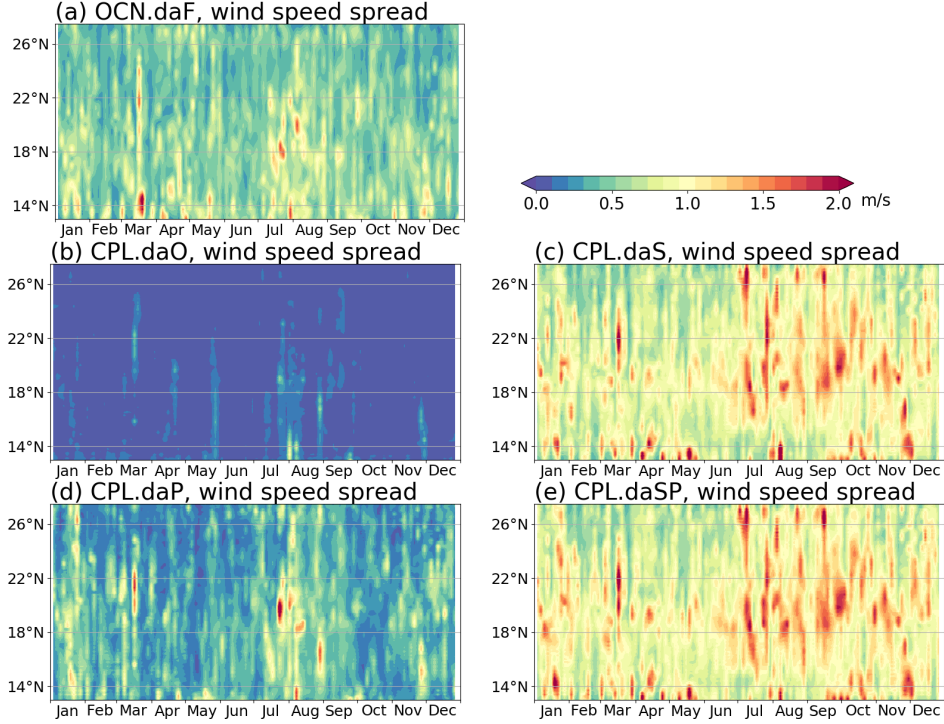 (a) OCN.daF, wind speed spread
26°N
22°N
18°N
14°N
Jan Feb Mar Apr May Jun Jul Aug Sep Oct Nov Dec
0.0 0.5 1.0 1.5 2.0 m/s
(b) CPL.daO, wind speed spread
26°N
22°N
18°N
14°N
Jan Feb Mar Apr May Jun Jul Aug Sep Oct Nov Dec
(c) CPL.daS, wind speed spread
26°N
22°N
18°N
14°N
Jan Feb Mar Apr May Jun Jul Aug Sep Oct Nov Dec
(d) CPL.daP, wind speed spread
26°N
22°N
18°N
14°N
Jan Feb Mar Apr May Jun Jul Aug Sep Oct Nov Dec
(e) CPL.daSP, wind speed spread
26°N
22°N
18°N
14°N
Jan Feb Mar Apr May Jun Jul Aug Sep Oct Nov Dec